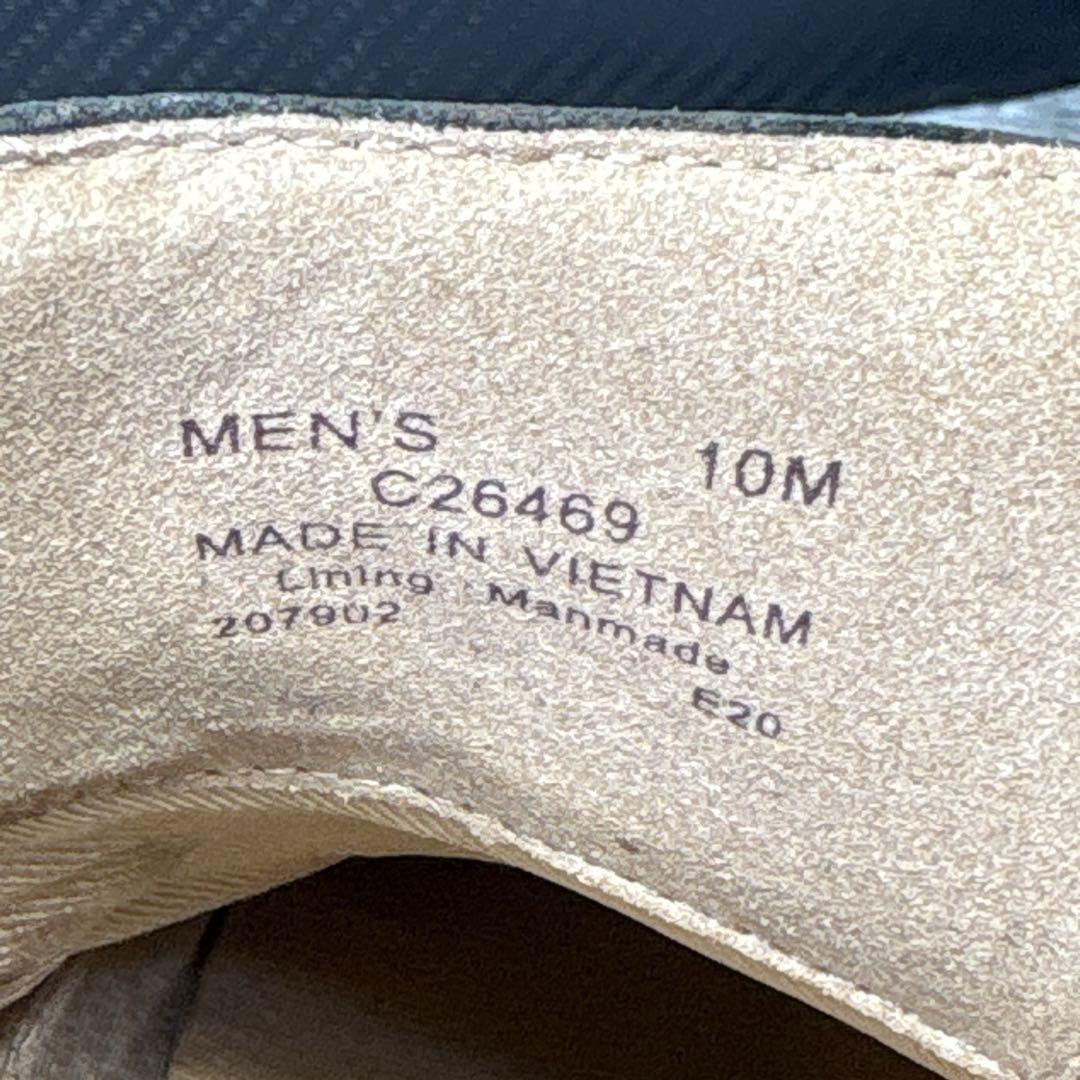 MEN'S 10M
C26469
MADE IN VIETNAM
Lining Manmade
207902
E20